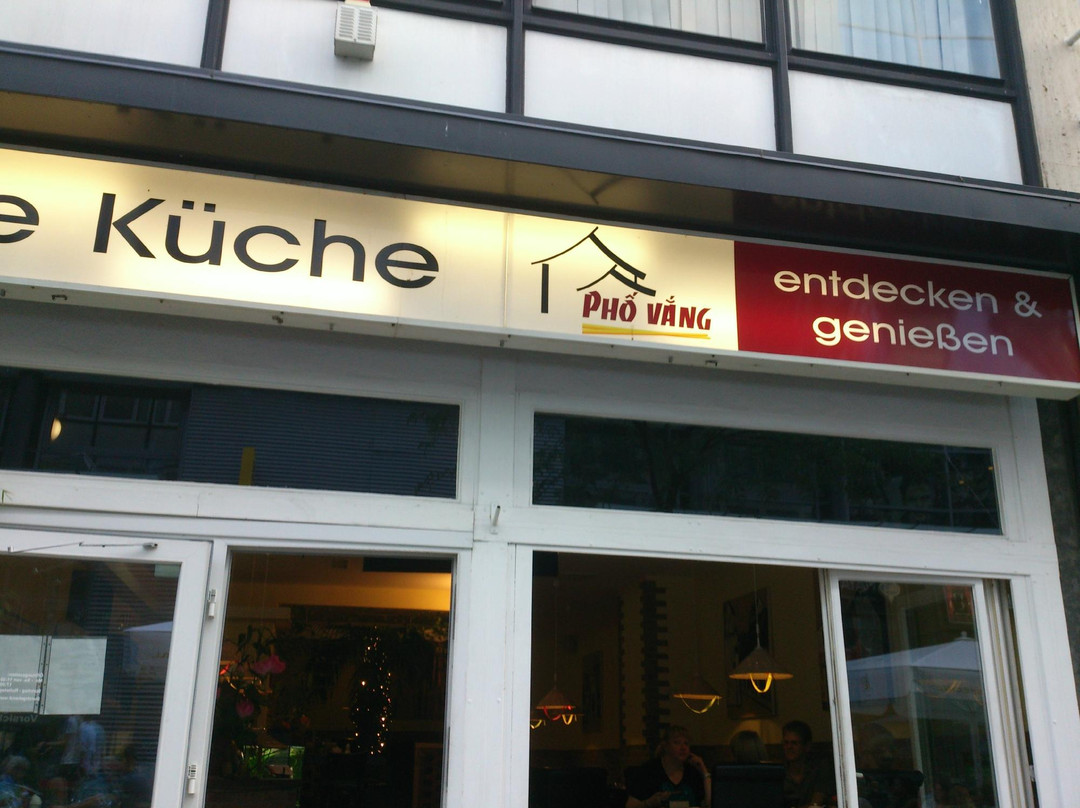 e Küche
PHỐ VẮNG
entdecken &
genießen